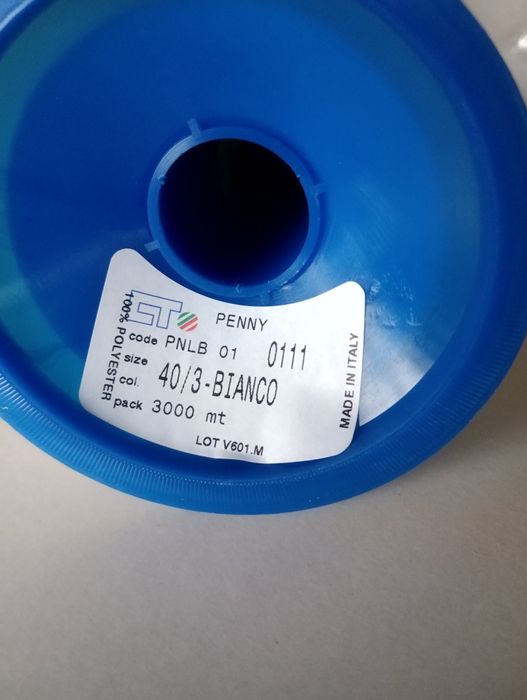 PENNY
code PNLB 01 0111
size
col. 40/3-BIANCO
pack 3000 mt
LOT V601.M
100% POLYESTER
MADE IN ITALY